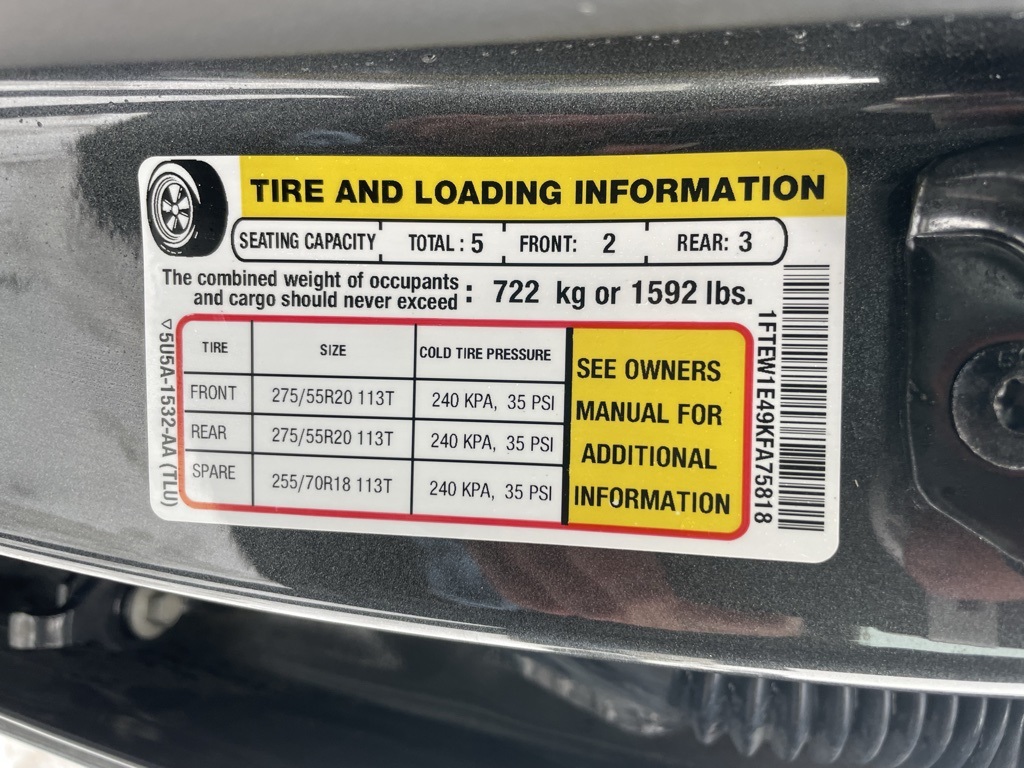 TIRE AND LOADING INFORMATION
SEATING CAPACITY TOTAL : 5 FRONT: 2 REAR: 3
The combined weight of occupants
and cargo should never exceed : 722 kg or 1592 lbs.
TIRE SIZE COLD TIRE PRESSURE
FRONT 275/55R20 113T 240 KPA, 35 PSI
REAR 275/55R20 113T 240 KPA, 35 PSI
SPARE 255/70R18 113T 240 KPA, 35 PSI
SEE OWNERS
MANUAL FOR
ADDITIONAL
INFORMATION
5U5A-1532-AA (TLU)
1FTEW1E49KFA75818